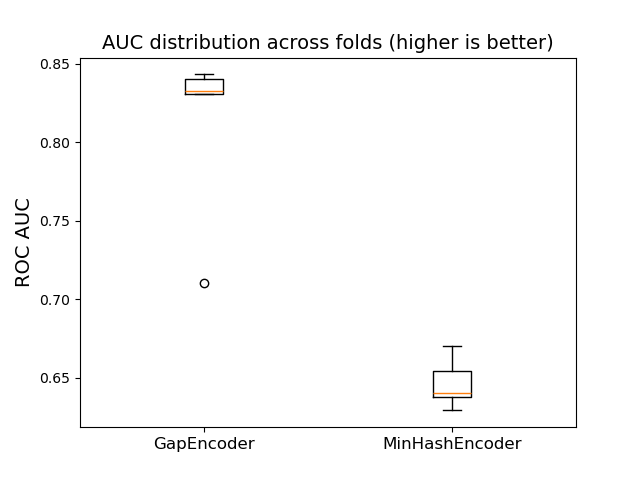 AUC distribution across folds (higher is better)
ROC AUC
0.85
0.80
0.75
0.70
0.65
GapEncoder
MinHashEncoder